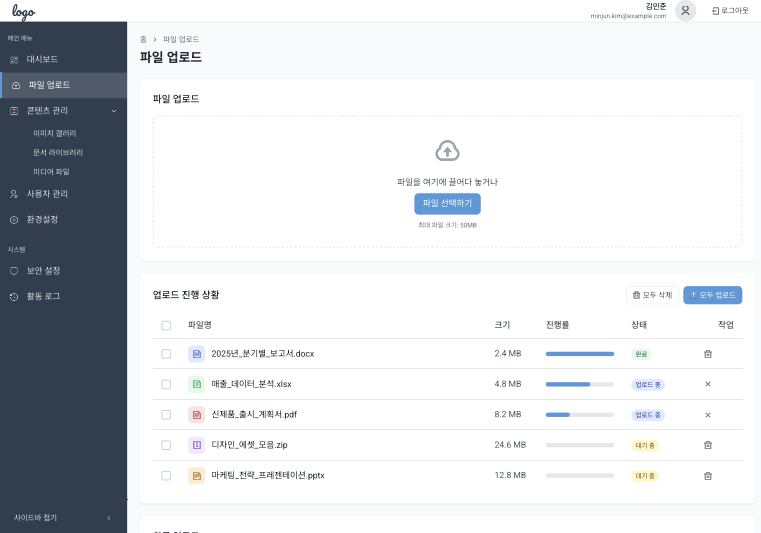 logo
김민준
minjun.kim@example.com
로그아웃
메인 메뉴
대시보드
파일 업로드
콘텐츠 관리
이미지 갤러리
문서 라이브러리
미디어 파일
사용자 관리
환경설정
시스템
보안 설정
활동 로그
사이드바 접기
홈 > 파일 업로드
파일 업로드
파일 업로드
파일을 여기에 끌어다 놓거나
파일 선택하기
최대 파일 크기: 50MB
업로드 진행 상황
모두 삭제
모두 업로드
파일명 크기 진행률 상태 작업
2025년_분기별_보고서.docx 2.4 MB 완료
매출_데이터_분석.xlsx 4.8 MB 업로드 중
신제품_출시_계획서.pdf 8.2 MB 업로드 중
디자인_에셋_모음.zip 24.6 MB 대기 중
마케팅_전략_프레젠테이션.pptx 12.8 MB 대기 중